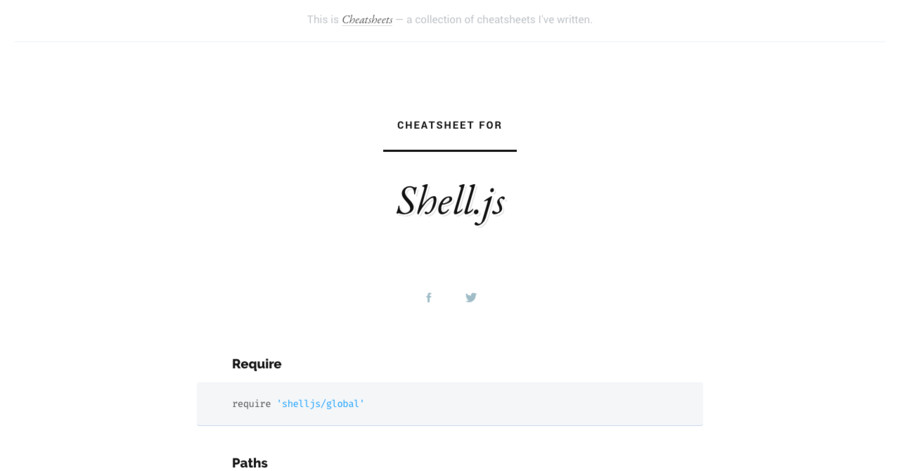 This is Cheatsheets — a collection of cheatsheets I've written.
CHEATSHEET FOR
Shell.js
Require
require 'shelljs/global'
Paths